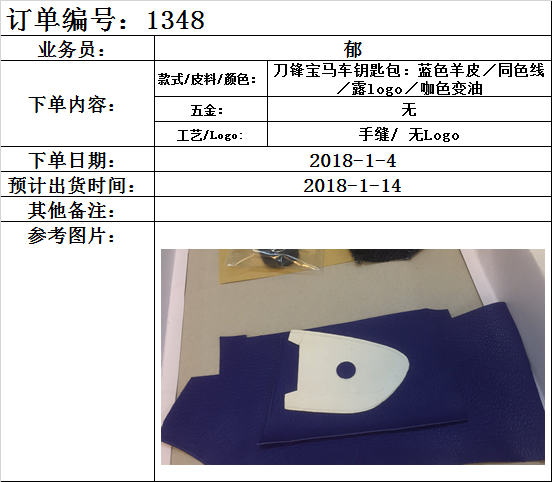 订单编号：1348
业务员：
郁
下单内容：
款式/皮料/颜色：
刀锋宝马车钥匙包：蓝色羊皮／同色线
／露logo／咖色变油
五金：
无
工艺/Logo:
手缝/ 无Logo
下单日期：
2018-1-4
预计出货时间：
2018-1-14
其他备注：
参考图片：